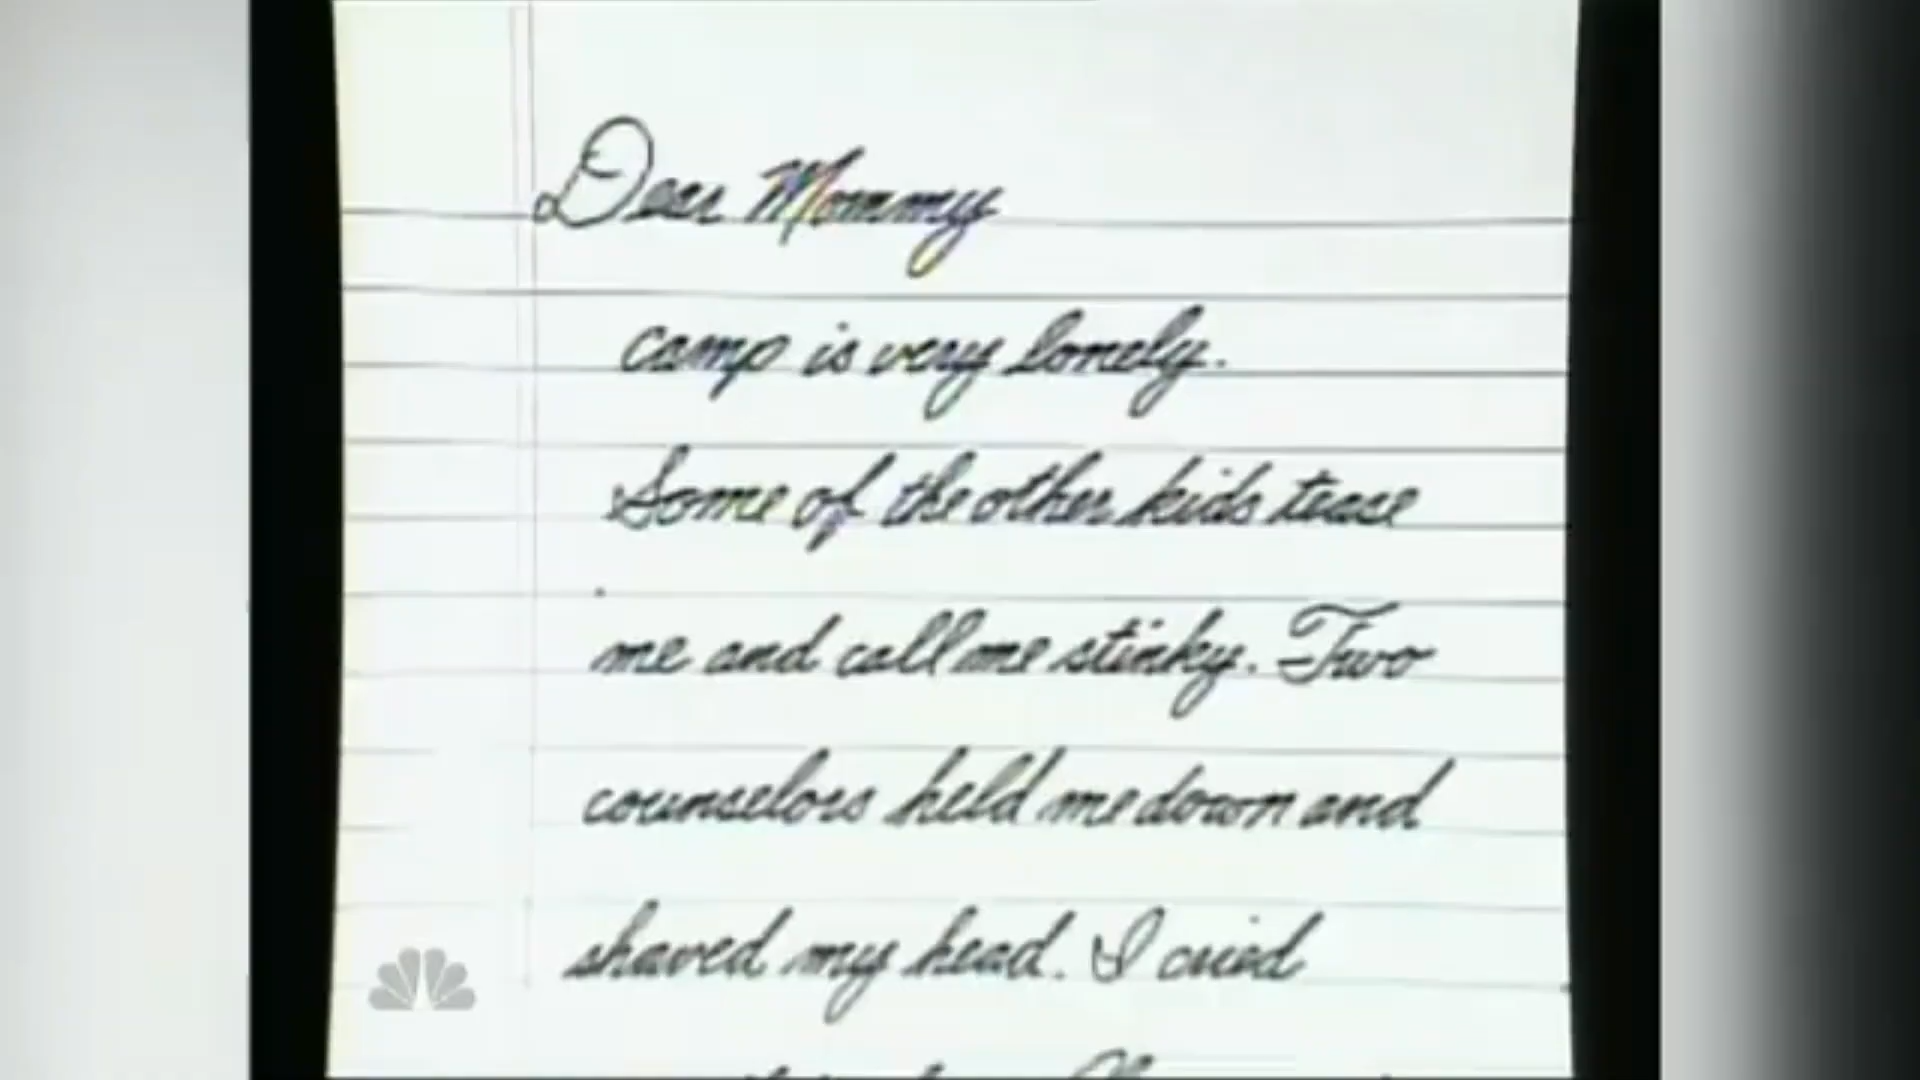 Dear Mommy
camp is very lonely.
Some of the other kids tease
me and call me stinky. Two
counselors held me down and
shaved my head. I cried